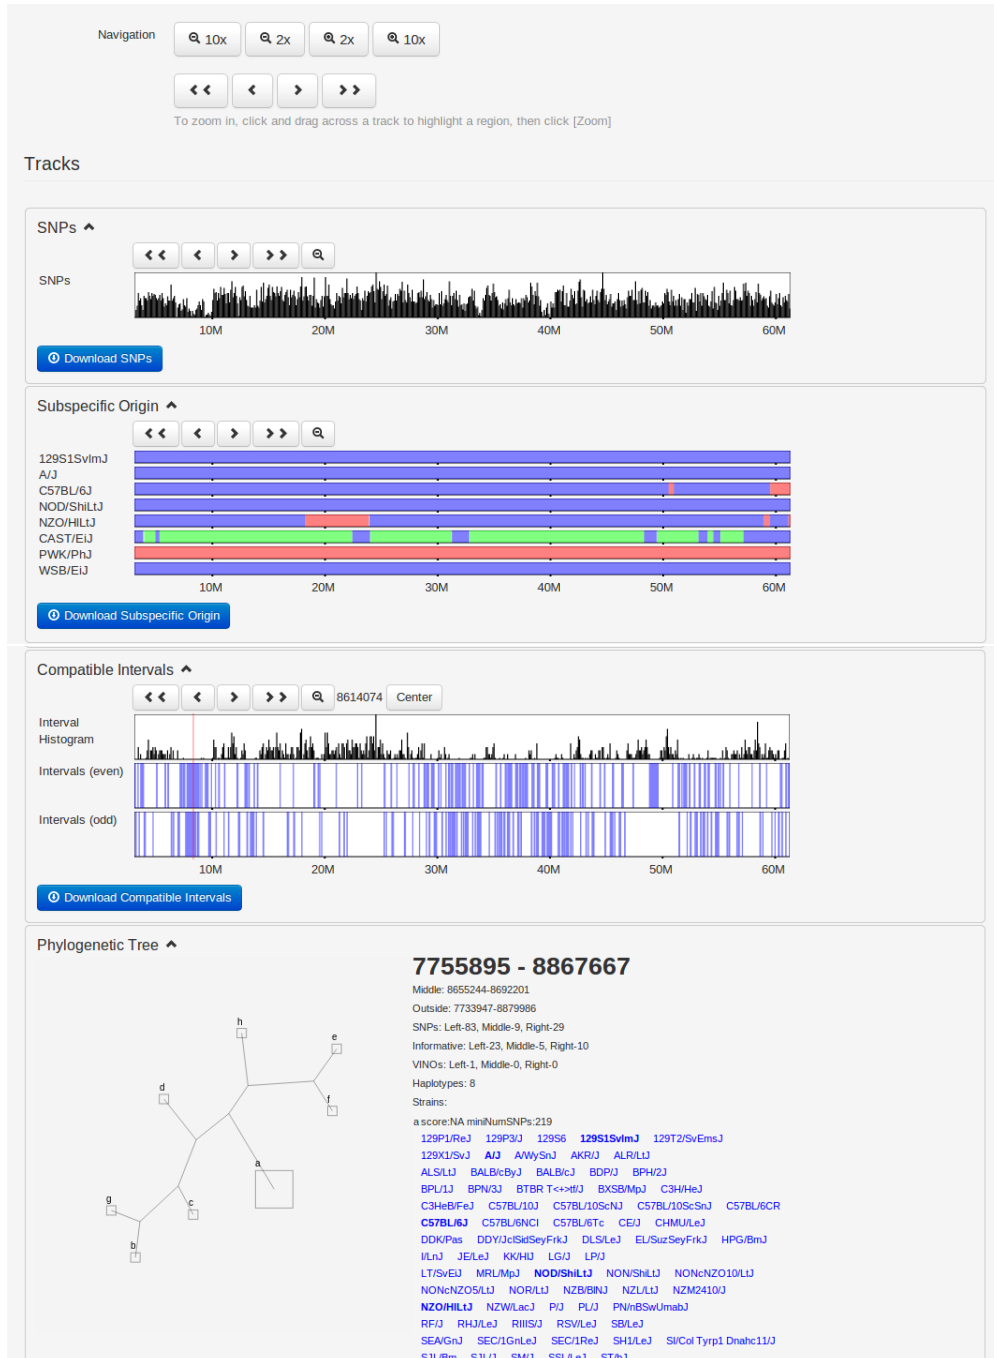 Navigation 10x 2x 2x 10x
To zoom in, click and drag across a track to highlight a region, then click [Zoom]
Tracks
SNPs
SNPs
10M 20M 30M 40M 50M 60M
Download SNPs
Subspecific Origin
129S1SvImJ
A/J
C57BL/6J
NOD/ShiLtJ
NZO/HILtJ
CAST/EiJ
PWK/PhJ
WSB/EiJ
10M 20M 30M 40M 50M 60M
Download Subspecific Origin
Compatible Intervals
8614074 Center
Interval
Histogram
Intervals (even)
Intervals (odd)
10M 20M 30M 40M 50M 60M
Download Compatible Intervals
Phylogenetic Tree
7755895 - 8867667
Middle: 8655244-8692201
Outside: 7733947-8879986
SNPs: Left-83, Middle-9, Right-29
Informative: Left-23, Middle-5, Right-10
VINOs: Left-1, Middle-0, Right-0
Haplotypes: 8
Strains:
a score:NA miniNumSNPs:219
129P1/ReJ 129P3/J 129S6 129S1SvImJ 129T2/SvEmsJ
129X1/SvJ A/J A/WySnJ AKR/J ALR/LtJ
ALS/LtJ BALB/cByJ BALB/cJ BDP/J BPH/2J
BPL/1J BPN/3J BTBR T<+>tf/J BXSB/MpJ C3H/HeJ
C3HeB/FeJ C57BL/10J C57BL/10ScNJ C57BL/10ScSnJ C57BL/6CR
C57BL/6J C57BL/6NCI C57BL/6Tc CE/J CHMU/LeJ
DDK/Pas DDY/JclSidSeyFrkJ DLS/LeJ EL/SuzSeyFrkJ HPG/BmJ
I/LnJ JE/LeJ KK/HlJ LG/J LP/J
LT/SvEiJ MRL/MpJ NOD/ShiLtJ NON/ShiLtJ NONcNZO10/LtJ
NONcNZO5/LtJ NOR/LtJ NZB/BlNJ NZL/LtJ NZM2410/J
NZO/HILtJ NZW/LacJ P/J PL/J PN/nBSwUmabJ
RF/J RHJ/LeJ RIIIS/J RSV/LeJ SB/LeJ
SEA/GnJ SEC/1GnLeJ SEC/1ReJ SH1/LeJ SI/Col Tyrp1 Dnahc11/J
SJL/Bm SJL/J SM/J SSL/LeJ ST/bJ
h
e
d
f
a
g
c
b